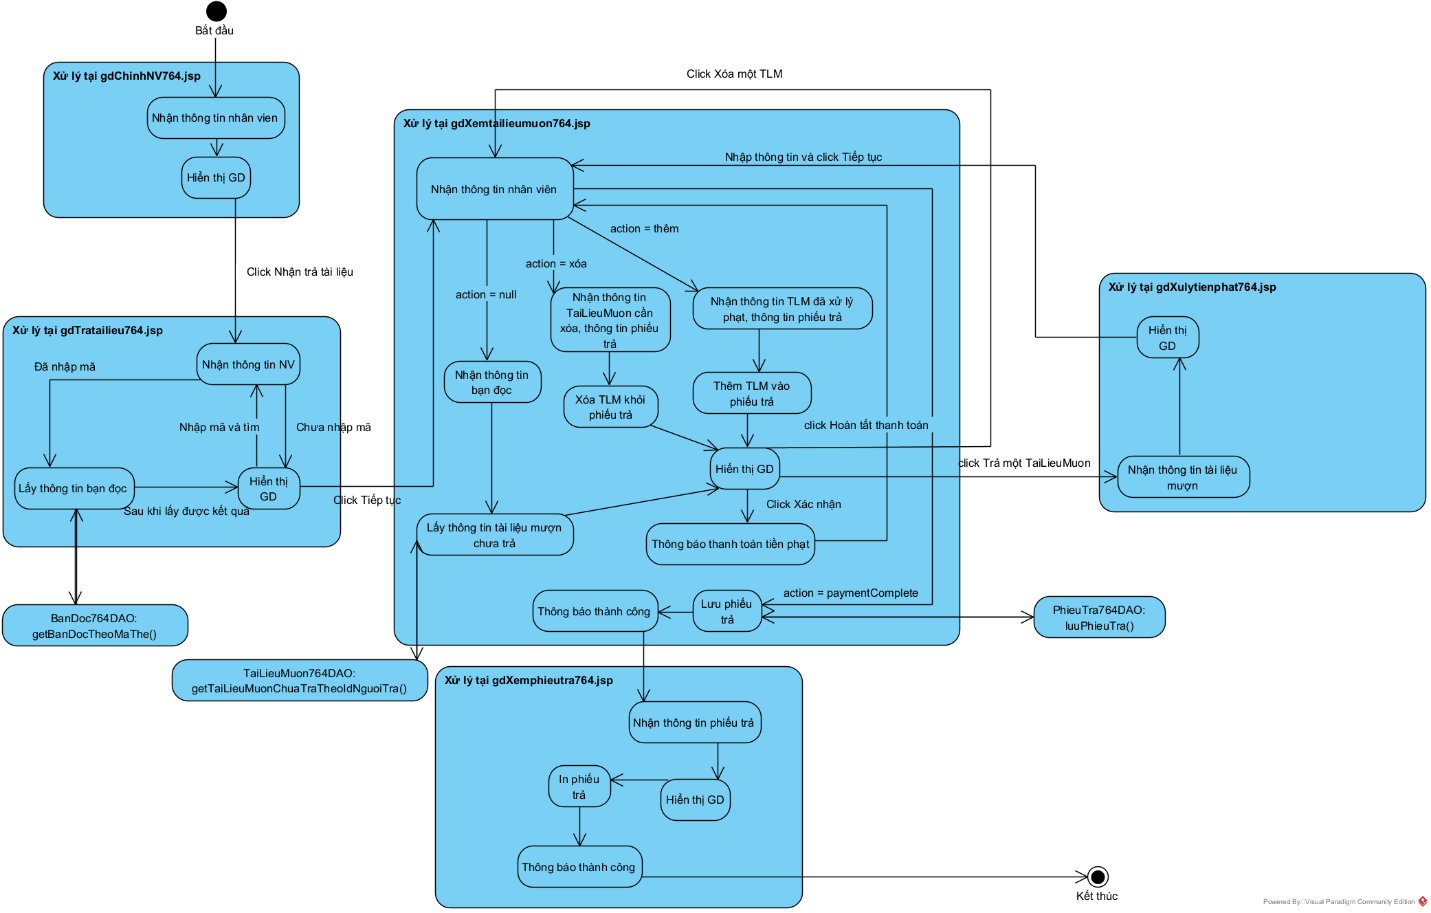 Bắt đầu
Xử lý tại gdChinhNV764.jsp
Nhận thông tin nhân vien
Hiển thị GD
Click Nhận trả tài liệu
Xử lý tại gdTratailieu764.jsp
Nhận thông tin NV
Đã nhập mã
Nhập mã và tìm
Chưa nhập mã
Lấy thông tin bạn đọc
Hiển thị
GD
Sau khi lấy được kết quả
Click Tiếp tục
BanDoc764DAO:
getBanDocTheoMaThe()
TaiLieuMuon764DAO:
getTaiLieuMuonChuaTraTheoIdNguoiTra()
Click Xóa một TLM
Xử lý tại gdXemtailieumuon764.jsp
Nhập thông tin và click Tiếp tục
Nhận thông tin nhân viên
action = thêm
action = xóa
action = null
Nhận thông tin
TaiLieuMuon cần
xóa, thông tin phiếu
trả
Nhận thông tin TLM đã xử lý
phạt, thông tin phiếu trả
Nhận thông tin
bạn đọc
Xóa TLM khỏi
phiếu trả
Thêm TLM vào
phiếu trả
click Hoàn tất thanh toán
Hiển thị GD
click Trả một TaiLieuMuon
Click Xác nhận
Lấy thông tin tài liệu mượn
chưa trả
Thông báo thanh toán tiền phạt
action = paymentComplete
Thông báo thành công
Lưu phiếu
trả
Xử lý tại gdXulytienphat764.jsp
Hiển thị
GD
Nhận thông tin tài liệu
mượn
PhieuTra764DAO:
luuPhieuTra()
Xử lý tại gdXemphieutra764.jsp
Nhận thông tin phiếu trả
In phiếu
trả
Hiển thị GD
Thông báo thành công
Kết thúc
Powered By: Visual Paradigm Community Edition